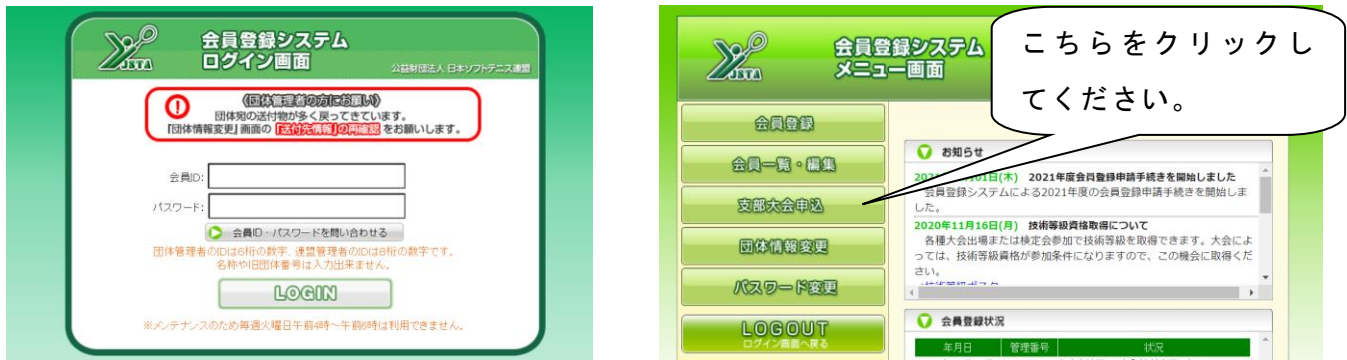 JSTA
会員登録システム
ログイン画面
公益財団法人 日本ソフトテニス連盟
《団体管理者の方にお願い》
団体宛の送付物が多く戻ってきています。
「団体情報変更」画面の「送付先情報」の再確認をお願いします。
会員ID:
パスワード:
会員ID・パスワードを問い合わせる
団体管理者のIDは6桁の数字、連盟管理者のIDは8桁の数字です。
名称や旧団体番号は入力出来ません。
LOGIN
※メンテナンスのため毎週火曜日午前4時～午前6時は利用できません。
JSTA
会員登録システム
メニュー画面
こちらをクリックし
てください。
会員登録
会員一覧・編集
支部大会申込
団体情報変更
パスワード変更
LOGOUT
ログイン画面へ戻る
お知らせ
01日(木) 2021年度会員登録申請手続きを開始しました
会員登録システムによる2021年度の会員登録申請手続きを開始しま
した。
2020年11月16日(月) 技術等級資格取得について
各種大会出場または検定会参加で技術等級を取得できます。大会によ
っては、技術等級資格が参加条件になりますので、この機会に取得くだ
さい。
会員登録状況
年月日 管理番号 状況